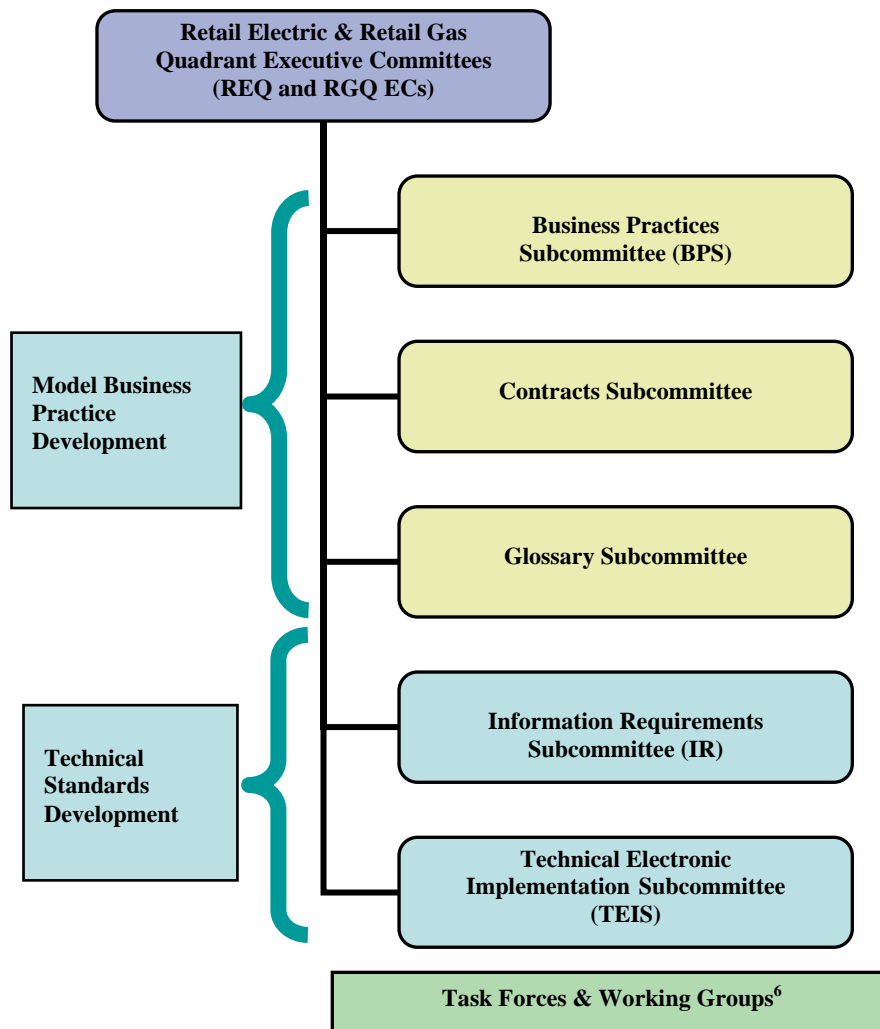 Retail Electric & Retail Gas
Quadrant Executive Committees
(REQ and RGQ ECs)
Business Practices
Subcommittee (BPS)
Contracts Subcommittee
Model Business
Practice
Development
Glossary Subcommittee
Information Requirements
Subcommittee (IR)
Technical
Standards
Development
Technical Electronic
Implementation Subcommittee
(TEIS)
Task Forces & Working Groups⁶